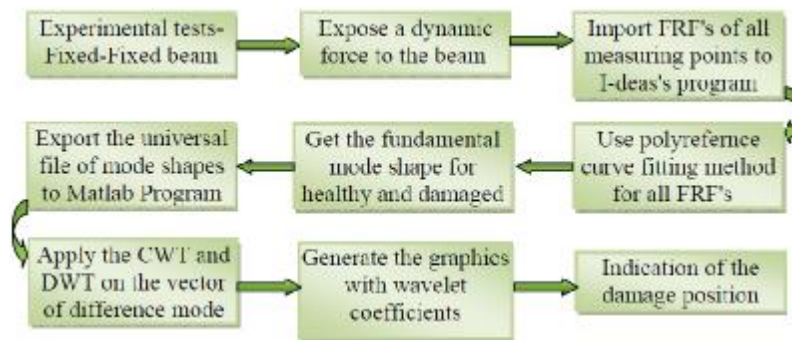 Experimental tests-
Fixed-Fixed beam
Expose a dynamic
force to the beam
Import FRF's of all
measuring points to
I-deas's program
Use polyrefernce
curve fitting method
for all FRF's
Get the fundamental
mode shape for
healthy and damaged
Export the universal
file of mode shapes
to Matlab Program
Apply the CWT and
DWT on the vector
of difference mode
Generate the graphics
with wavelet
coefficients
Indication of the
damage position